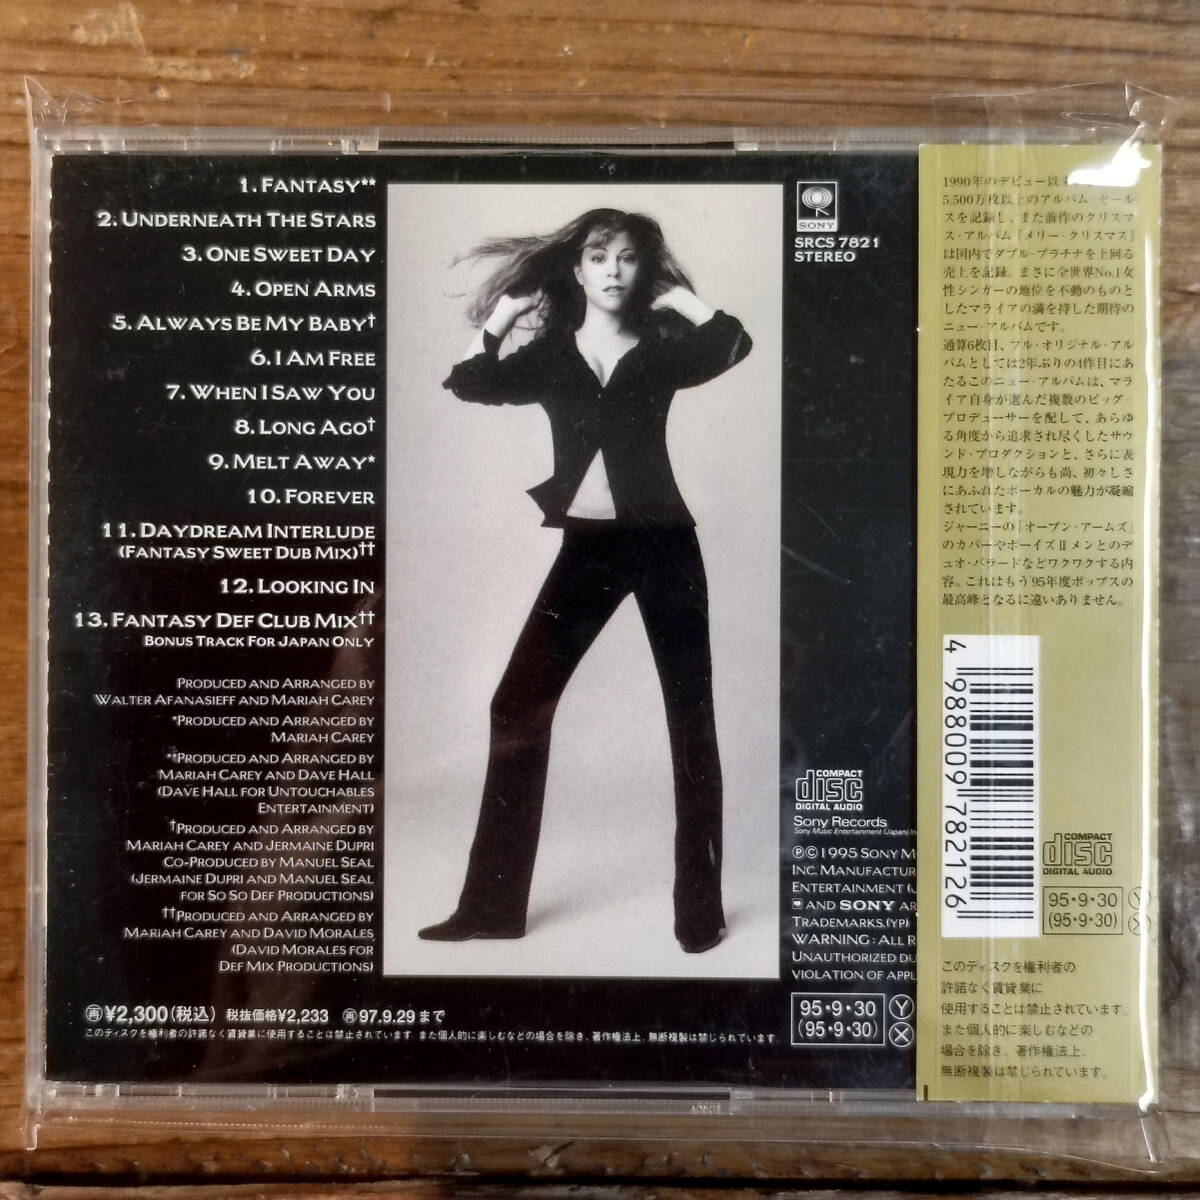 1. FANTASY**
2. UNDERNEATH THE STARS
3. ONE SWEET DAY
4. OPEN ARMS
5. ALWAYS BE MY BABY†
6. I AM FREE
7. WHEN I SAW YOU
8. LONG AGO†
9. MELT AWAY*
10. FOREVER
11. DAYDREAM INTERLUDE
(FANTASY SWEET DUB MIX)††
12. LOOKING IN
13. FANTASY DEF CLUB MIX††
BONUS TRACK FOR JAPAN ONLY
PRODUCED AND ARRANGED BY
WALTER AFANASIEFF AND MARIAH CAREY
*PRODUCED AND ARRANGED BY
MARIAH CAREY
**PRODUCED AND ARRANGED BY
MARIAH CAREY AND DAVE HALL
(DAVE HALL FOR UNTOUCHABLES
ENTERTAINMENT)
†PRODUCED AND ARRANGED BY
MARIAH CAREY AND JERMAINE DUPRI
CO-PRODUCED BY MANUEL SEAL
(JERMAINE DUPRI AND MANUEL SEAL
FOR SO SO DEF PRODUCTIONS)
††PRODUCED AND ARRANGED BY
MARIAH CAREY AND DAVID MORALES
(DAVID MORALES FOR
DEF MIX PRODUCTIONS)
再¥2,300(税込) 税抜価格¥2,233 再97.9.29まで
このディスクを権利者の許諾なく賃貸業に使用することは禁止されています。また個人的に楽しむなどの場合を除き、著作権法上、無断複製は禁じられています。
SONY
SRCS 7821
STEREO
COMPACT
disc
DIGITAL AUDIO
Sony Records
Sony Music Entertainment (Japan) In
Ⓟ©1995 SONY M
INC. MANUFACTUR
ENTERTAINMENT (J
AND SONY AR
TRADEMARKS.(YP)
WARNING: ALL R
UNAUTHORIZED DU
VIOLATION OF APPL
95・9・30 Y
(95・9・30) X
1990年のデビュー以来
5,500万枚以上のアルバム・セール
スを記録し、また前作のクリスマ
ス・アルバム『メリー・クリスマス』
は国内でダブル・プラチナを上回る
売上を記録。まさに全世界No.1女
性シンガーの地位を不動のものと
したマライアの満を持した期待の
ニュー・アルバムです。
通算6枚目、フル・オリジナル・アル
バムとしては2年ぶりの4作目にあ
たるこのニュー・アルバムは、マラ
イア自身が選んだ複数のビッグ・
プロデューサーを配して、あらゆ
る角度から追求され尽くしたサウ
ンド・プロダクションと、さらに表
現力を増しながらも尚、初々しさ
にあふれたボーカルの魅力が凝縮
されています。
ジャーニーの「オープン・アームズ」
のカバーやボーイズⅡメンとのデ
ュオ・バラードなどワクワクする内
容。これはもう'95年度ポップスの
最高峰となるに違いありません。
4 988009 782126
COMPACT
disc
DIGITAL AUDIO
95・9・30 Y
(95・9・30) X
このディスクを権利者の
許諾なく賃貸業に
使用することは禁止されています。
また個人的に楽しむなどの
場合を除き、著作権法上、
無断複製は禁じられています。